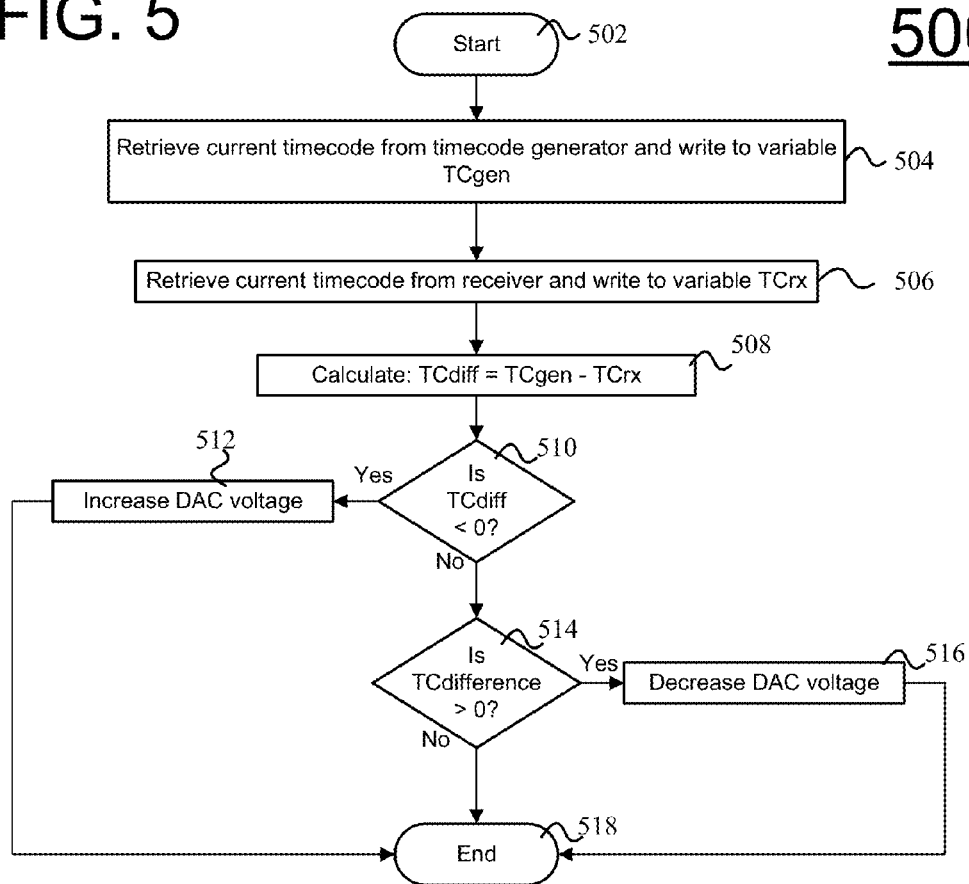 FIG. 5
500
Start
502
Retrieve current timecode from timecode generator and write to variable
TCgen
504
Retrieve current timecode from receiver and write to variable TCrx
506
Calculate: TCdiff = TCgen - TCrx
508
510
Is
TCdiff
< 0?
Yes
No
512
Increase DAC voltage
514
Is
TCdifference
> 0?
Yes
No
516
Decrease DAC voltage
518
End